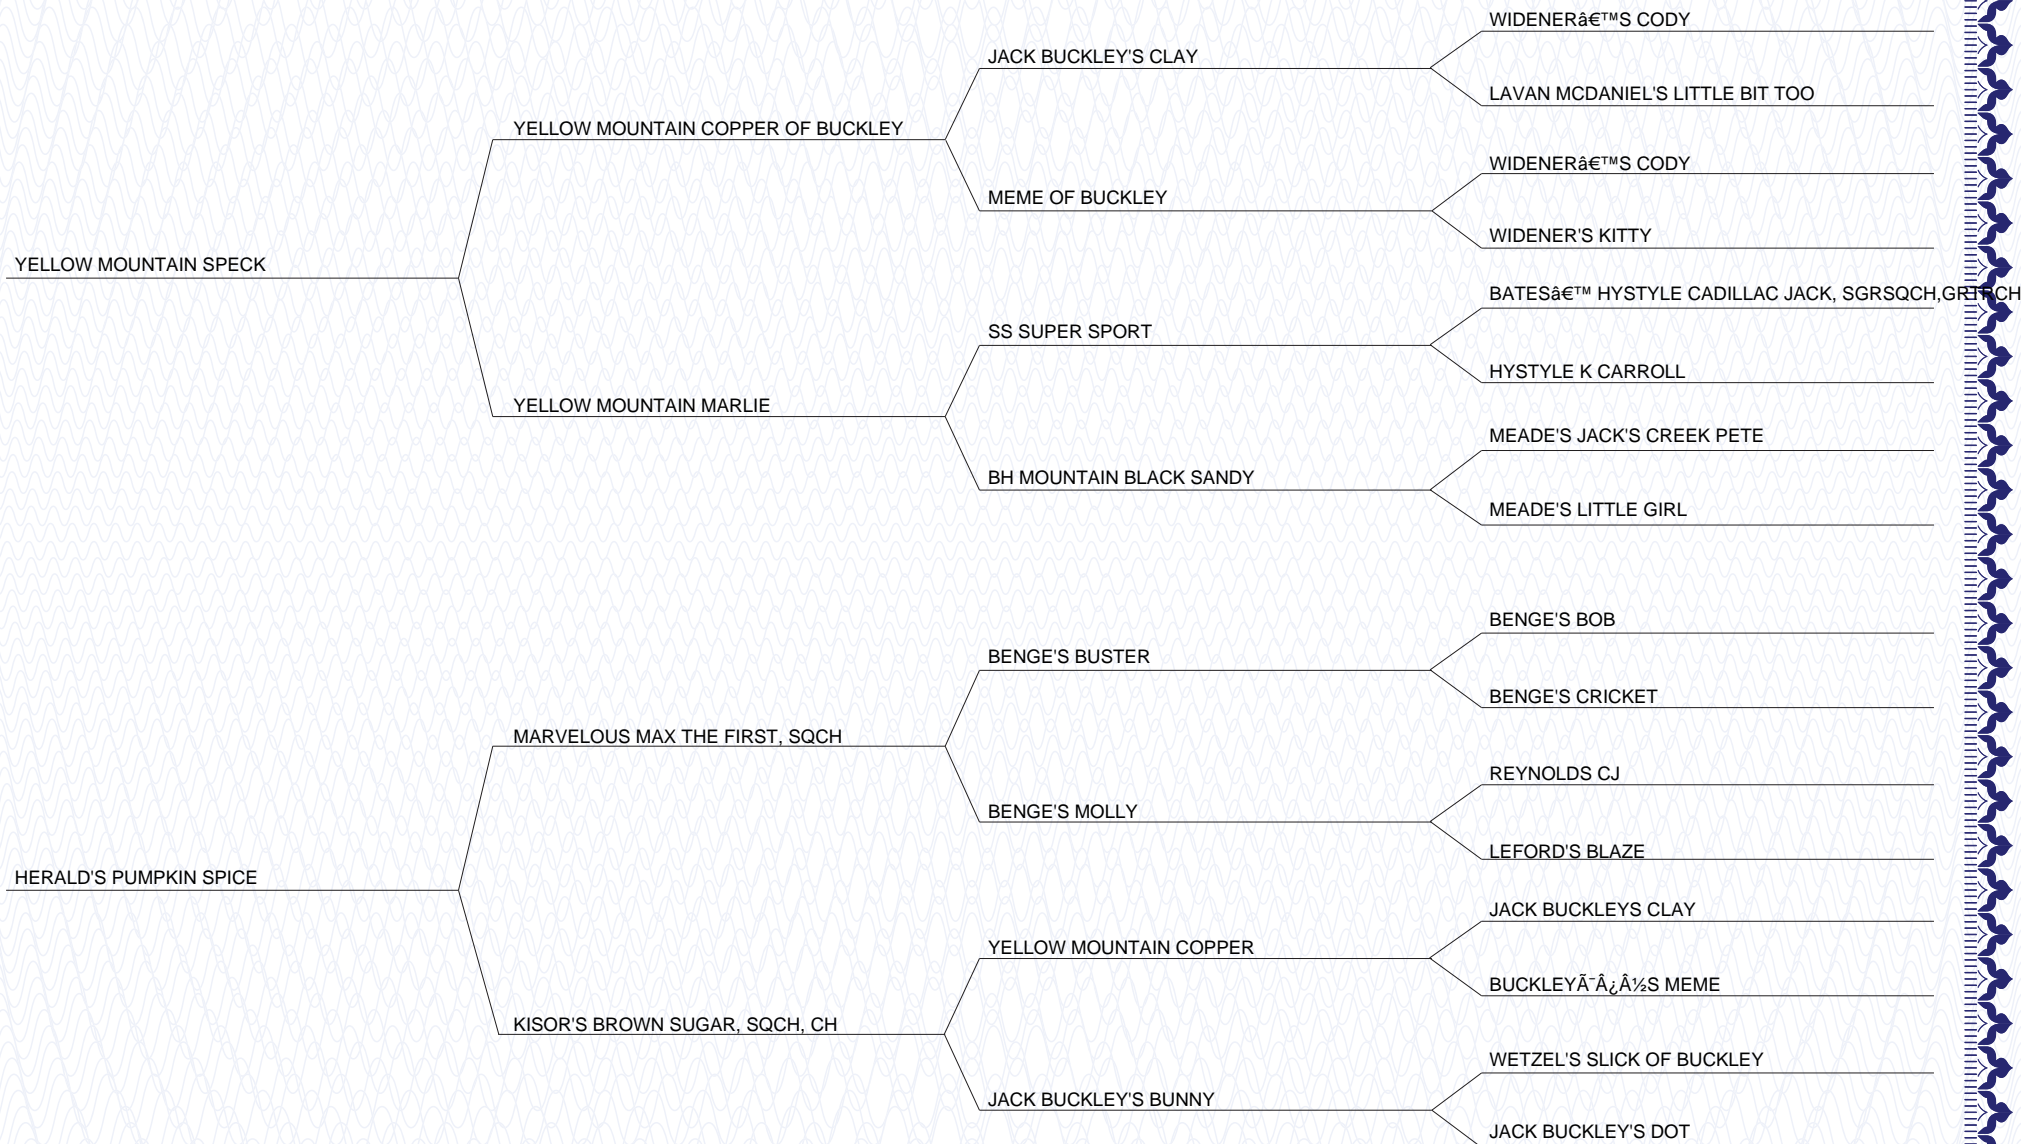 WIDENERâ€™S CODY
JACK BUCKLEY'S CLAY
LAVAN MCDANIEL'S LITTLE BIT TOO
YELLOW MOUNTAIN COPPER OF BUCKLEY
WIDENERâ€™S CODY
MEME OF BUCKLEY
WIDENER'S KITTY
YELLOW MOUNTAIN SPECK
BATESâ€™ HYSTYLE CADILLAC JACK, SGRSQCH,GRTRCH
SS SUPER SPORT
HYSTYLE K CARROLL
YELLOW MOUNTAIN MARLIE
MEADE'S JACK'S CREEK PETE
BH MOUNTAIN BLACK SANDY
MEADE'S LITTLE GIRL
BENGE'S BOB
BENGE'S BUSTER
BENGE'S CRICKET
MARVELOUS MAX THE FIRST, SQCH
REYNOLDS CJ
BENGE'S MOLLY
LEFORD'S BLAZE
HERALD'S PUMPKIN SPICE
JACK BUCKLEYS CLAY
YELLOW MOUNTAIN COPPER
BUCKLEYÃ¯Â¿Â½S MEME
KISOR'S BROWN SUGAR, SQCH, CH
WETZEL'S SLICK OF BUCKLEY
JACK BUCKLEY'S BUNNY
JACK BUCKLEY'S DOT